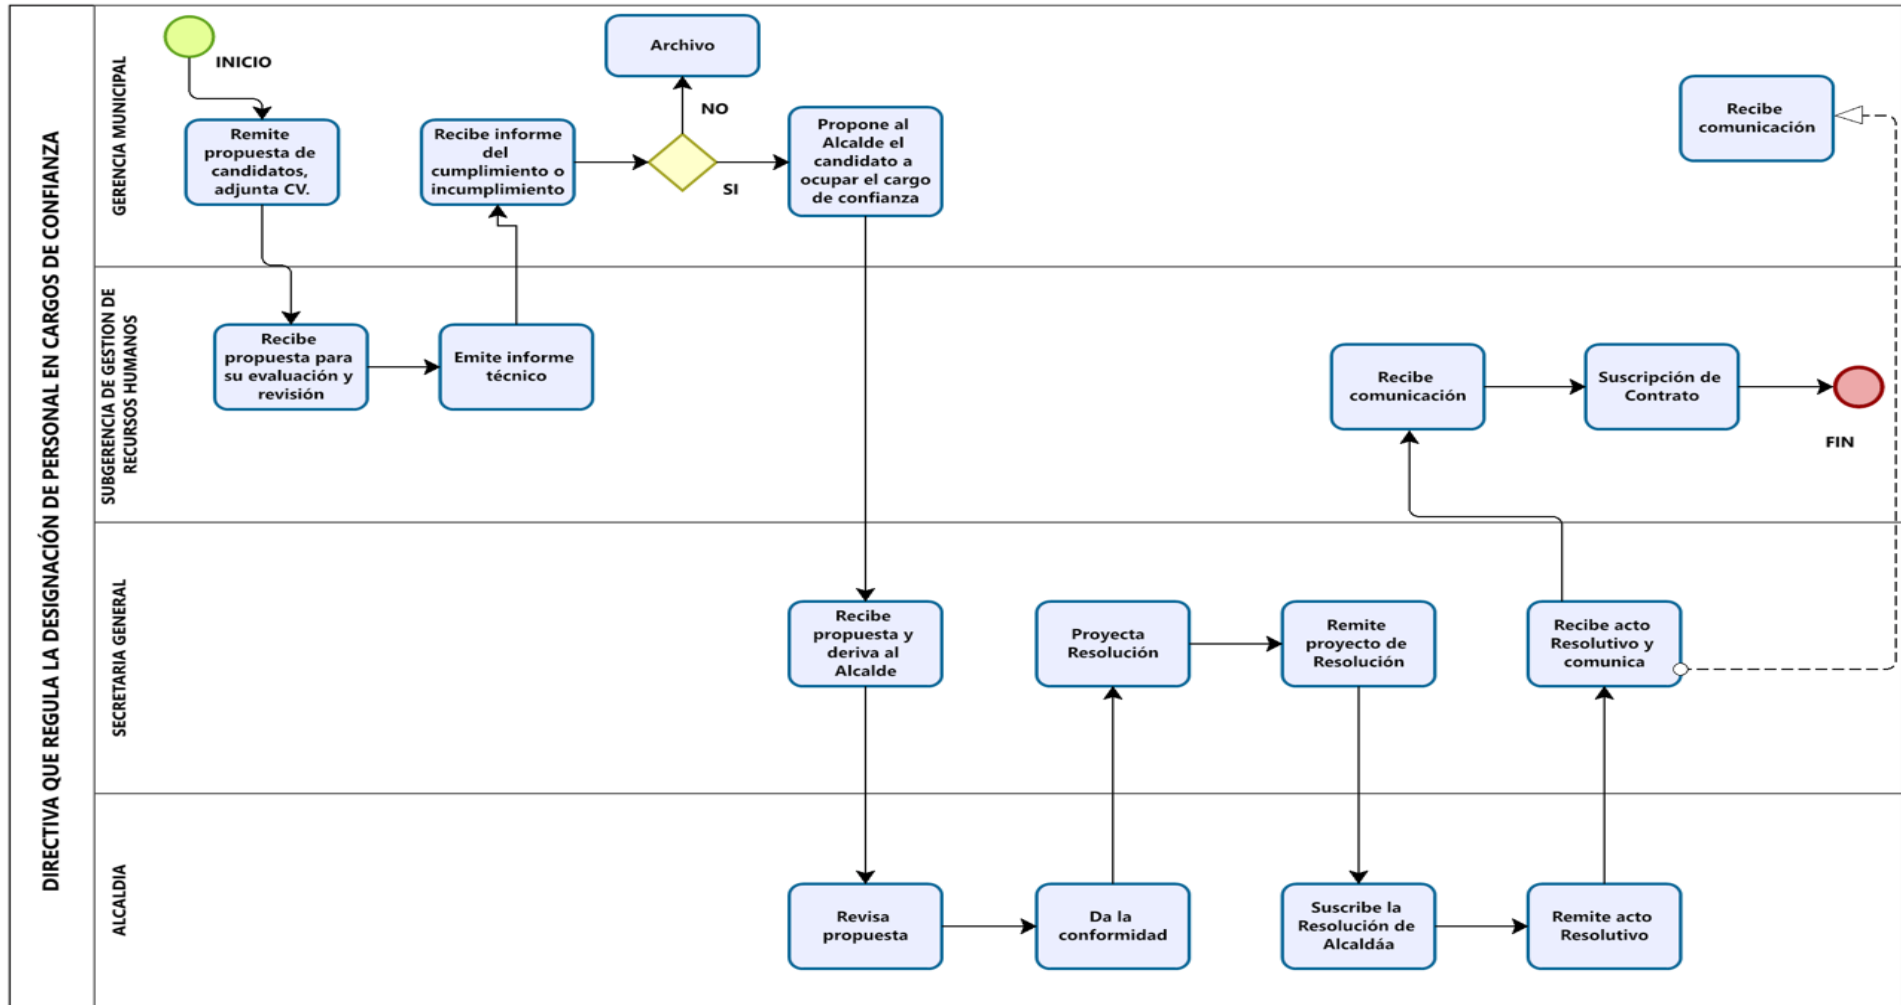 DIRECTIVA QUE REGULA LA DESIGNACIÓN DE PERSONAL EN CARGOS DE CONFIANZA
GERENCIA MUNICIPAL
INICIO
Remite
propuesta de
candidatos,
adjunta CV.
Recibe informe
del
cumplimiento o
incumplimiento
Archivo
NO
SI
Propone al
Alcalde el
candidato a
ocupar el cargo
de confianza
Recibe
comunicación
SUBGERENCIA DE GESTION DE
RECURSOS HUMANOS
Recibe
propuesta para
su evaluación y
revisión
Emite informe
técnico
Recibe
comunicación
Suscripción de
Contrato
FIN
SECRETARIA GENERAL
Recibe
propuesta y
deriva al
Alcalde
Proyecta
Resolución
Remite
proyecto de
Resolución
Recibe acto
Resolutivo y
comunica
ALCALDIA
Revisa
propuesta
Da la
conformidad
Suscribe la
Resolución de
Alcaldáa
Remite acto
Resolutivo